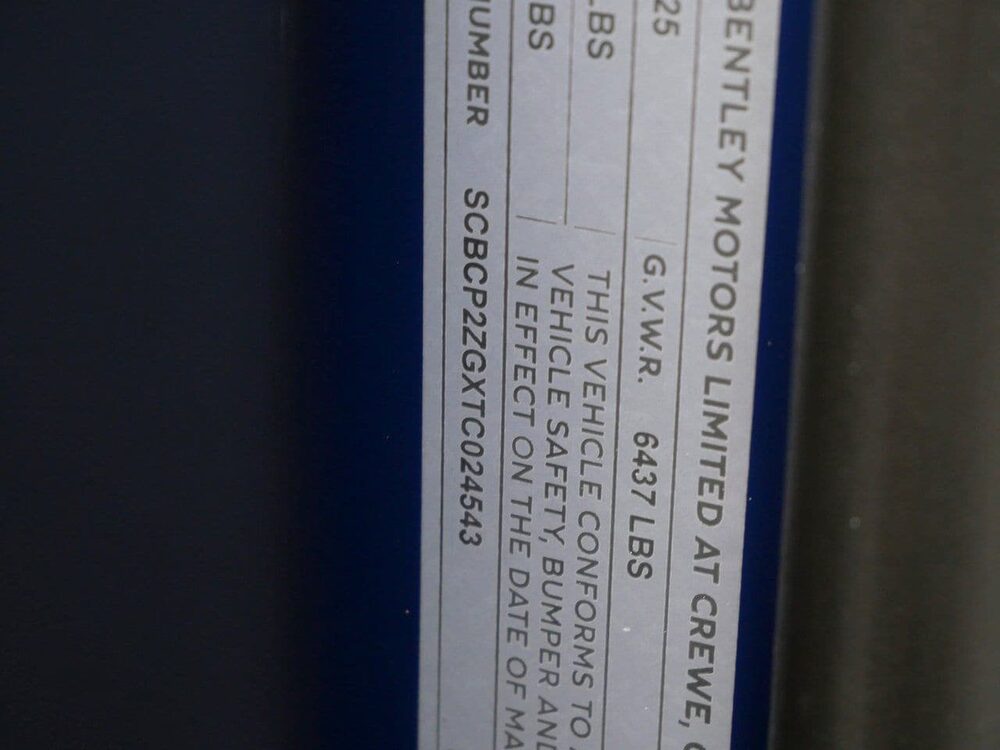 BENTLEY MOTORS LIMITED AT CREWE,
25 G.V.W.R. 6437 LBS
LBS THIS VEHICLE CONFORMS TO
VEHICLE SAFETY, BUMPER AND
LBS IN EFFECT ON THE DATE OF MA
NUMBER SCBCP2ZGXTC024543